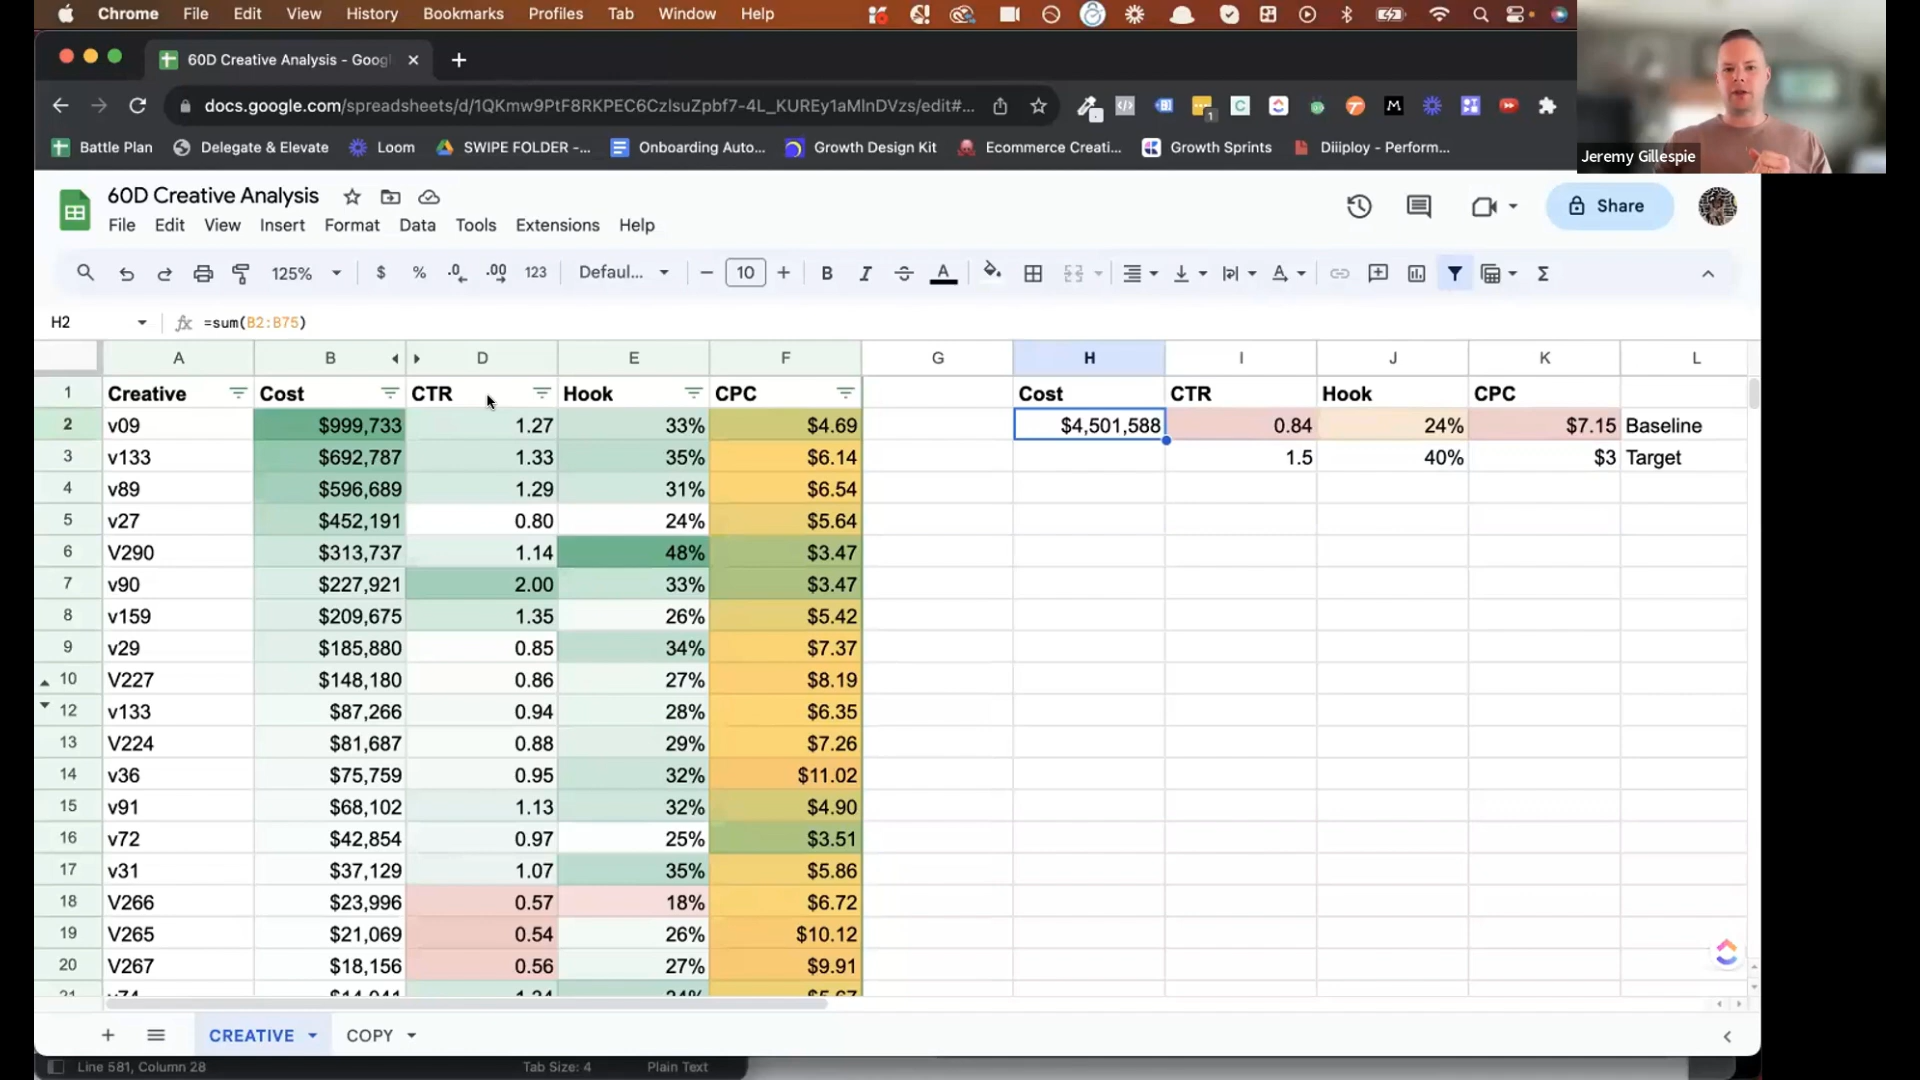 Chrome File Edit View History Bookmarks Profiles Tab Window Help
60D Creative Analysis - Goog
docs.google.com/spreadsheets/d/1QKmw9PtF8RKPEC6CzlsuZpbf7-4L_KUREy1aMlnDVzs/edit#...
1 M
Battle Plan Delegate & Elevate Loom SWIPE FOLDER -... Onboarding Auto... Growth Design Kit Ecommerce Creati... Growth Sprints Diiiploy - Perform...
Jeremy Gillespie
60D Creative Analysis
File Edit View Insert Format Data Tools Extensions Help
Share
125% $ % .0 .00 123 Defaul... 10 B I A
H2 =sum(B2:B75)
A B D E F G H I J K L
1 Creative Cost CTR Hook CPC Cost CTR Hook CPC
2 v09 $999,733 1.27 33% $4.69 $4,501,588 0.84 24% $7.15 Baseline
3 v133 $692,787 1.33 35% $6.14 1.5 40% $3 Target
4 v89 $596,689 1.29 31% $6.54
5 v27 $452,191 0.80 24% $5.64
6 V290 $313,737 1.14 48% $3.47
7 v90 $227,921 2.00 33% $3.47
8 v159 $209,675 1.35 26% $5.42
9 v29 $185,880 0.85 34% $7.37
10 V227 $148,180 0.86 27% $8.19
12 v133 $87,266 0.94 28% $6.35
13 V224 $81,687 0.88 29% $7.26
14 v36 $75,759 0.95 32% $11.02
15 v91 $68,102 1.13 32% $4.90
16 v72 $42,854 0.97 25% $3.51
17 v31 $37,129 1.07 35% $5.86
18 V266 $23,996 0.57 18% $6.72
19 V265 $21,069 0.54 26% $10.12
20 V267 $18,156 0.56 27% $9.91
CREATIVE COPY
Line 581, Column 28 Tab Size: 4 Plain Text